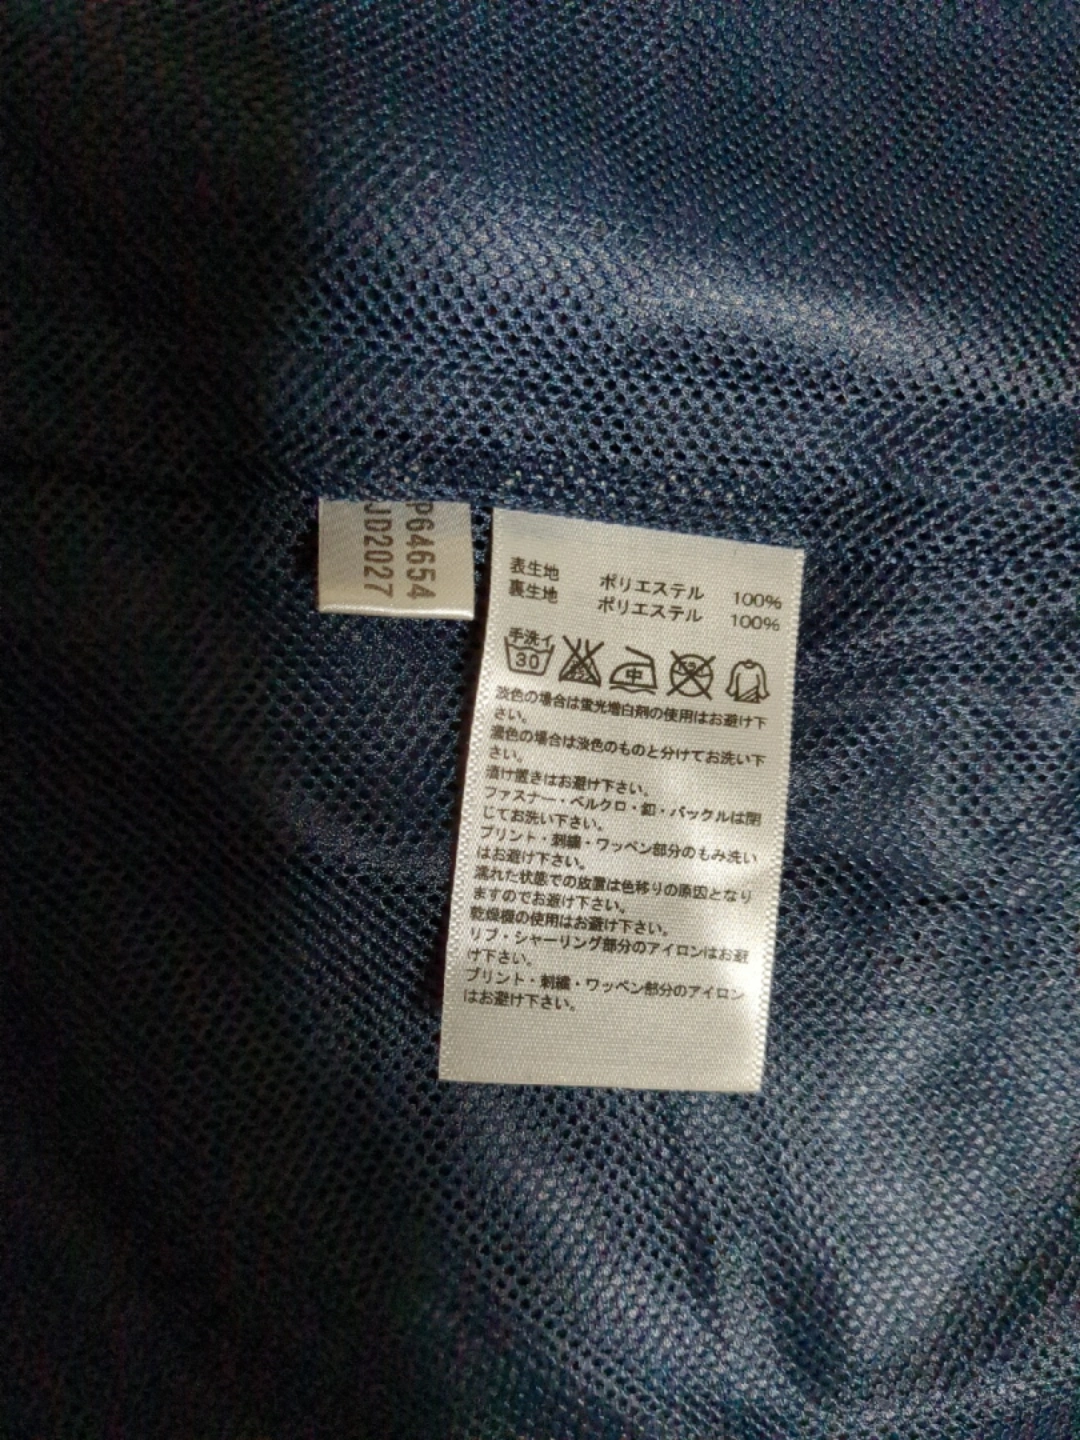 P64654
JD2027
表生地 ポリエステル 100%
裏生地 ポリエステル 100%
手洗イ
30
中
淡色の場合は蛍光増白剤の使用はお避け下
さい。
濃色の場合は淡色のものと分けてお洗い下
さい。
漬け置きはお避け下さい。
ファスナー・ベルクロ・釦・バックルは閉
じてお洗い下さい。
プリント・刺繍・ワッペン部分のもみ洗い
はお避け下さい。
濡れた状態での放置は色移りの原因となり
ますのでお避け下さい。
乾燥機の使用はお避け下さい。
リブ・シャーリング部分のアイロンはお避
け下さい。
プリント・刺繍・ワッペン部分のアイロン
はお避け下さい。